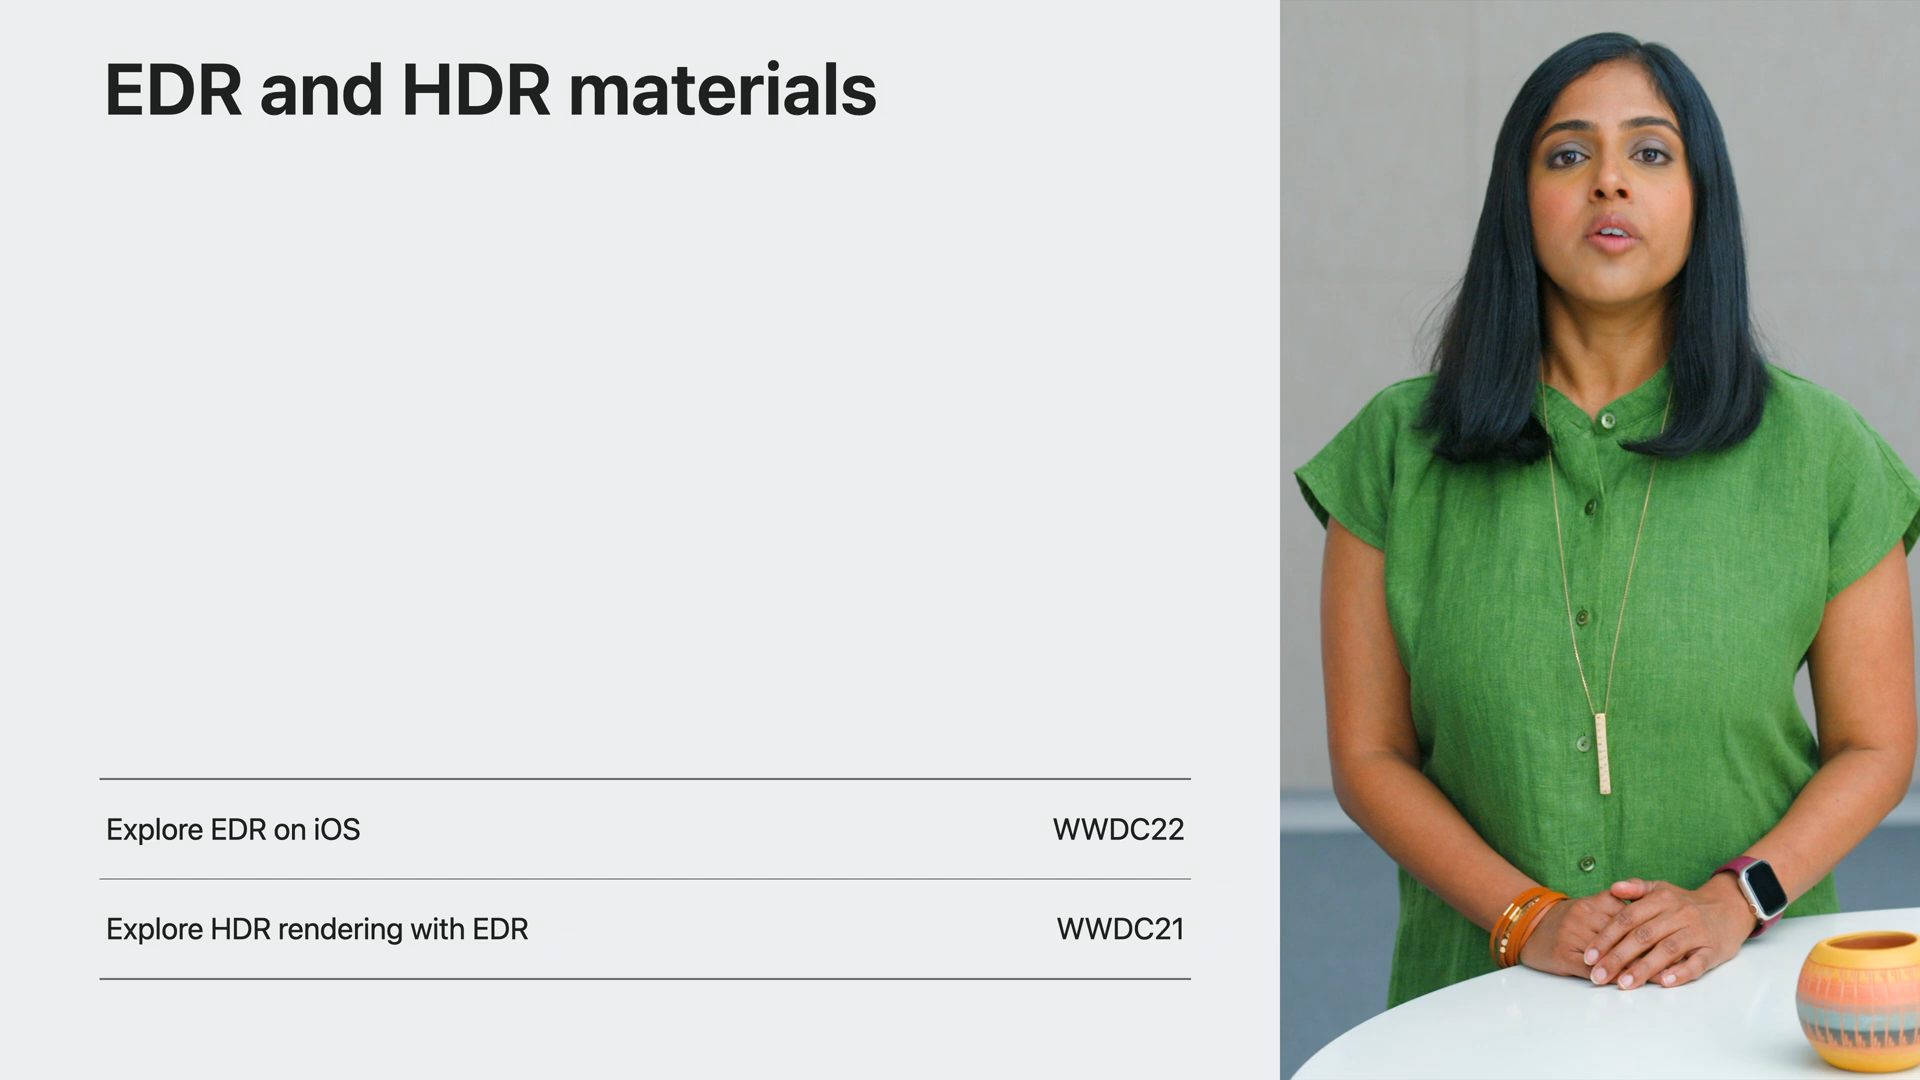 EDR and HDR materials
Explore EDR on iOS WWDC22
Explore HDR rendering with EDR WWDC21